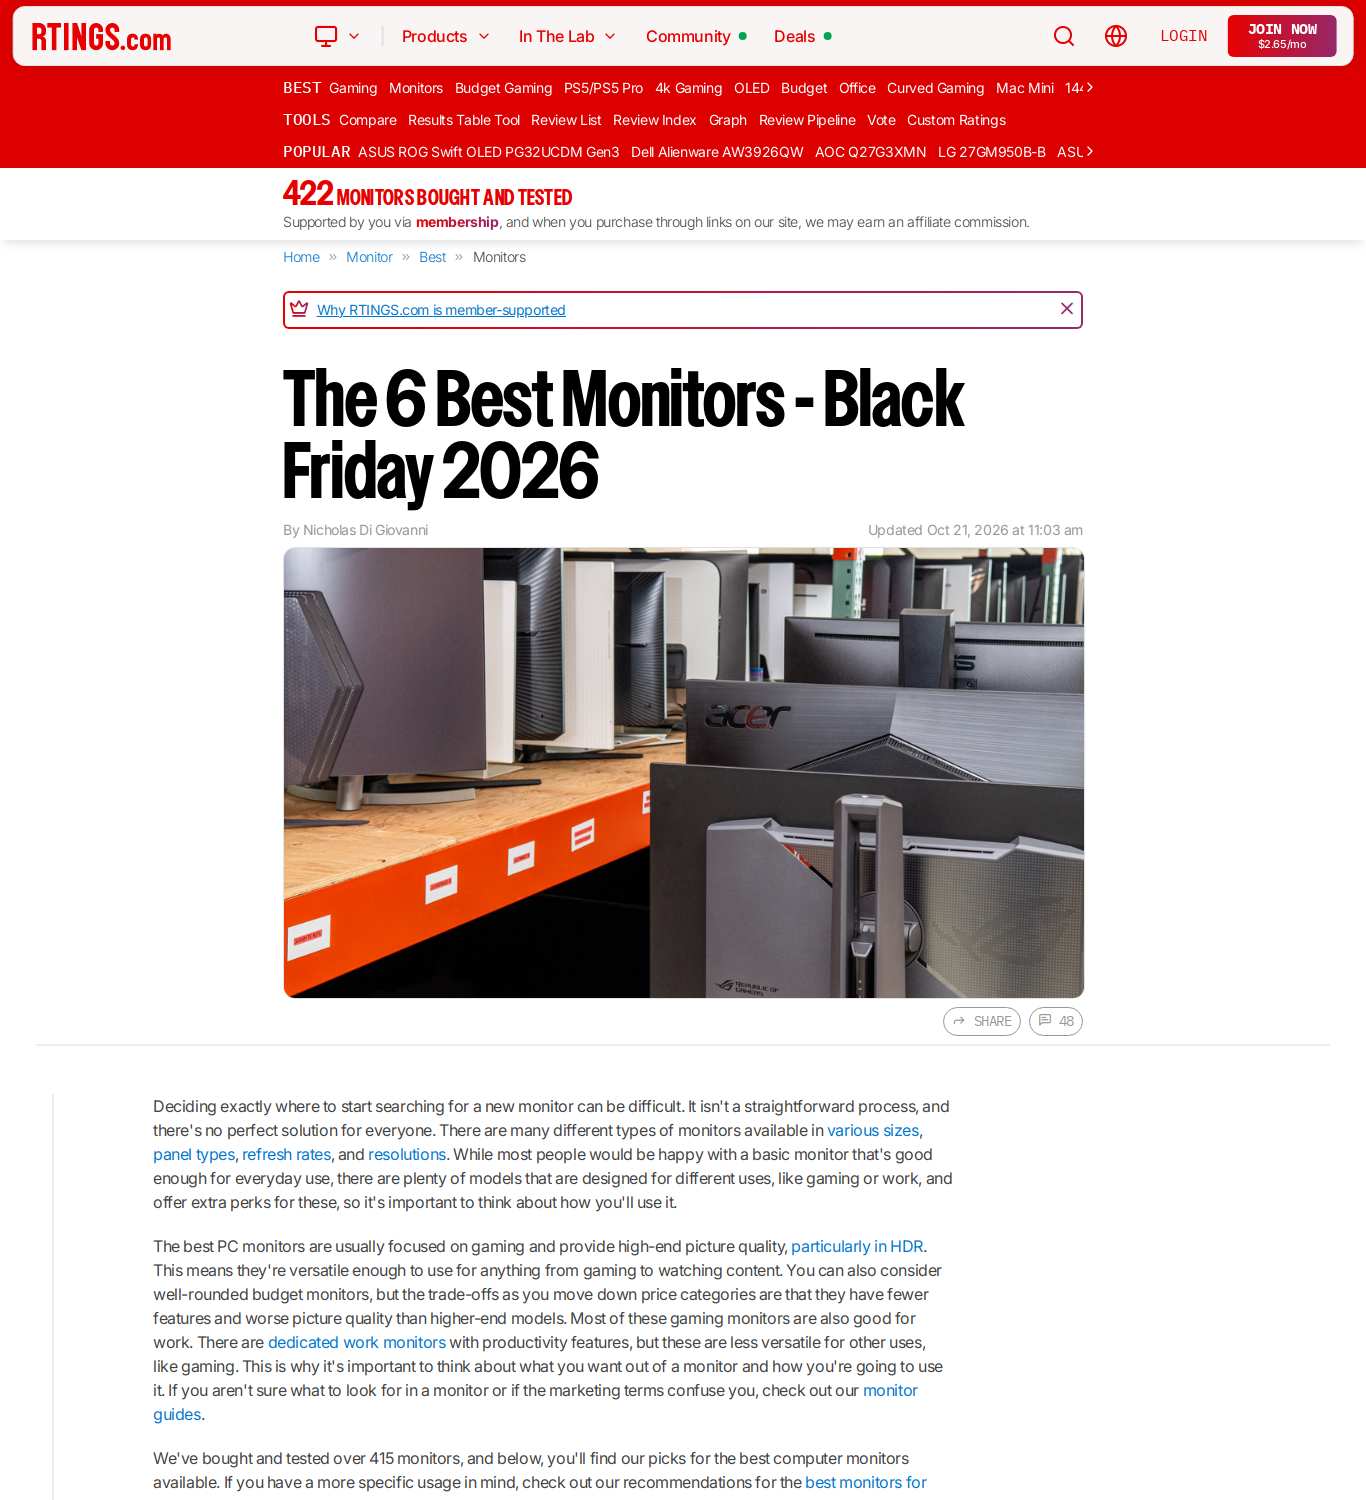 RTINGS.com
Products
In The Lab
Community
Deals
LOGIN
JOIN NOW
$2.65/mo
BEST Gaming Monitors Budget Gaming PS5/PS5 Pro 4k Gaming OLED Budget Office Curved Gaming Mac Mini 144
TOOLS Compare Results Table Tool Review List Review Index Graph Review Pipeline Vote Custom Ratings
POPULAR ASUS ROG Swift OLED PG32UCDM Gen3 Dell Alienware AW3926QW AOC Q27G3XMN LG 27GM950B-B ASU
422 MONITORS BOUGHT AND TESTED
Supported by you via membership, and when you purchase through links on our site, we may earn an affiliate commission.
Home » Monitor » Best » Monitors
Why RTINGS.com is member-supported
The 6 Best Monitors - Black
Friday 2026
By Nicholas Di Giovanni
Updated Oct 21, 2026 at 11:03 am
acer
REPUBLIC OF
GAMERS
SHARE
48
Deciding exactly where to start searching for a new monitor can be difficult. It isn't a straightforward process, and
there's no perfect solution for everyone. There are many different types of monitors available in various sizes,
panel types, refresh rates, and resolutions. While most people would be happy with a basic monitor that's good
enough for everyday use, there are plenty of models that are designed for different uses, like gaming or work, and
offer extra perks for these, so it's important to think about how you'll use it.
The best PC monitors are usually focused on gaming and provide high-end picture quality, particularly in HDR.
This means they're versatile enough to use for anything from gaming to watching content. You can also consider
well-rounded budget monitors, but the trade-offs as you move down price categories are that they have fewer
features and worse picture quality than higher-end models. Most of these gaming monitors are also good for
work. There are dedicated work monitors with productivity features, but these are less versatile for other uses,
like gaming. This is why it's important to think about what you want out of a monitor and how you're going to use
it. If you aren't sure what to look for in a monitor or if the marketing terms confuse you, check out our monitor
guides.
We've bought and tested over 415 monitors, and below, you'll find our picks for the best computer monitors
available. If you have a more specific usage in mind, check out our recommendations for the best monitors for